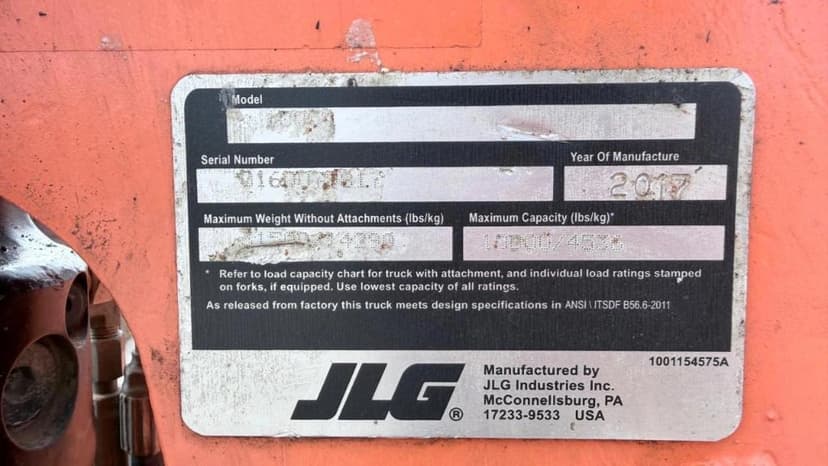 Model
Serial Number
Year Of Manufacture
2017
Maximum Weight Without Attachments (lbs/kg)
Maximum Capacity (lbs/kg)*
10000/4536
* Refer to load capacity chart for truck with attachment, and individual load ratings stamped
on forks, if equipped. Use lowest capacity of all ratings.
As released from factory this truck meets design specifications in ANSI \ ITSDF B56.6-2011
JLG®
Manufactured by
JLG Industries Inc.
McConnellsburg, PA
17233-9533 USA
1001154575A